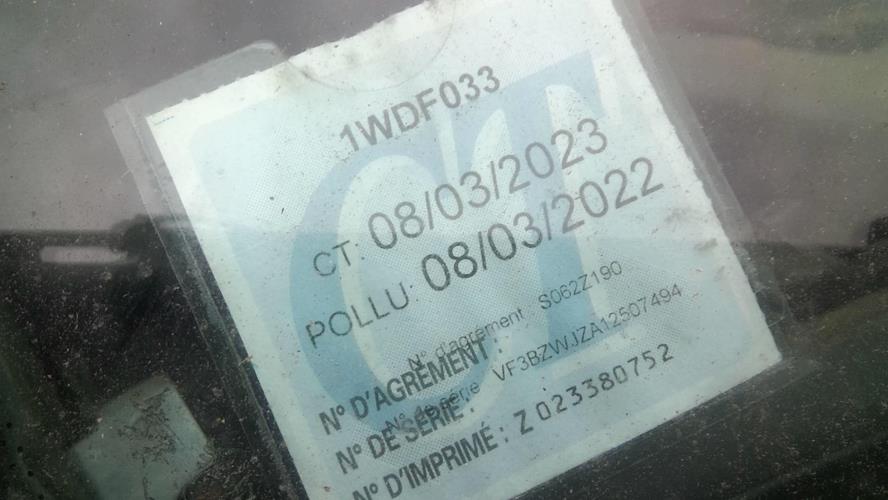 1WDF033
CT: 08/03/2023
POLLU: 08/03/2022
N° d'agrément S062Z190
N° D'AGRÉMENT :
N° de série VF3BZWJZA12507494
N° DE SÉRIE :
N° D'IMPRIMÉ : Z 023380752